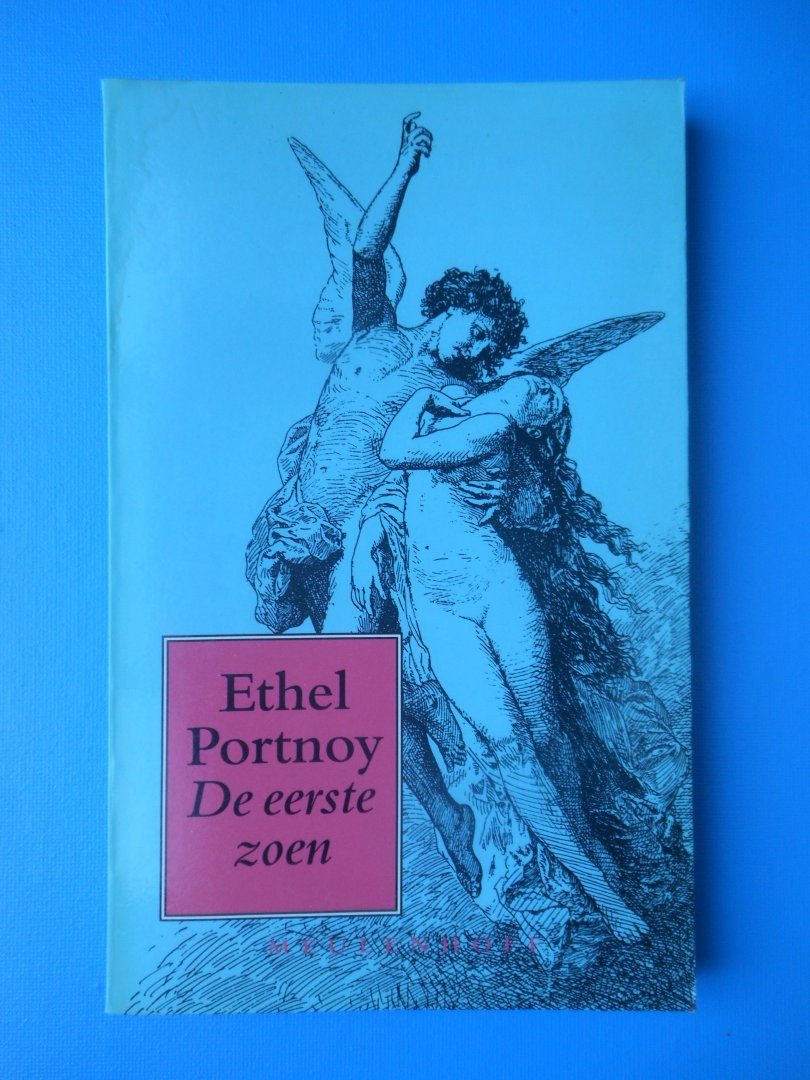 Ethel
Portnoy
De eerste
zoen
MEULENHOFF